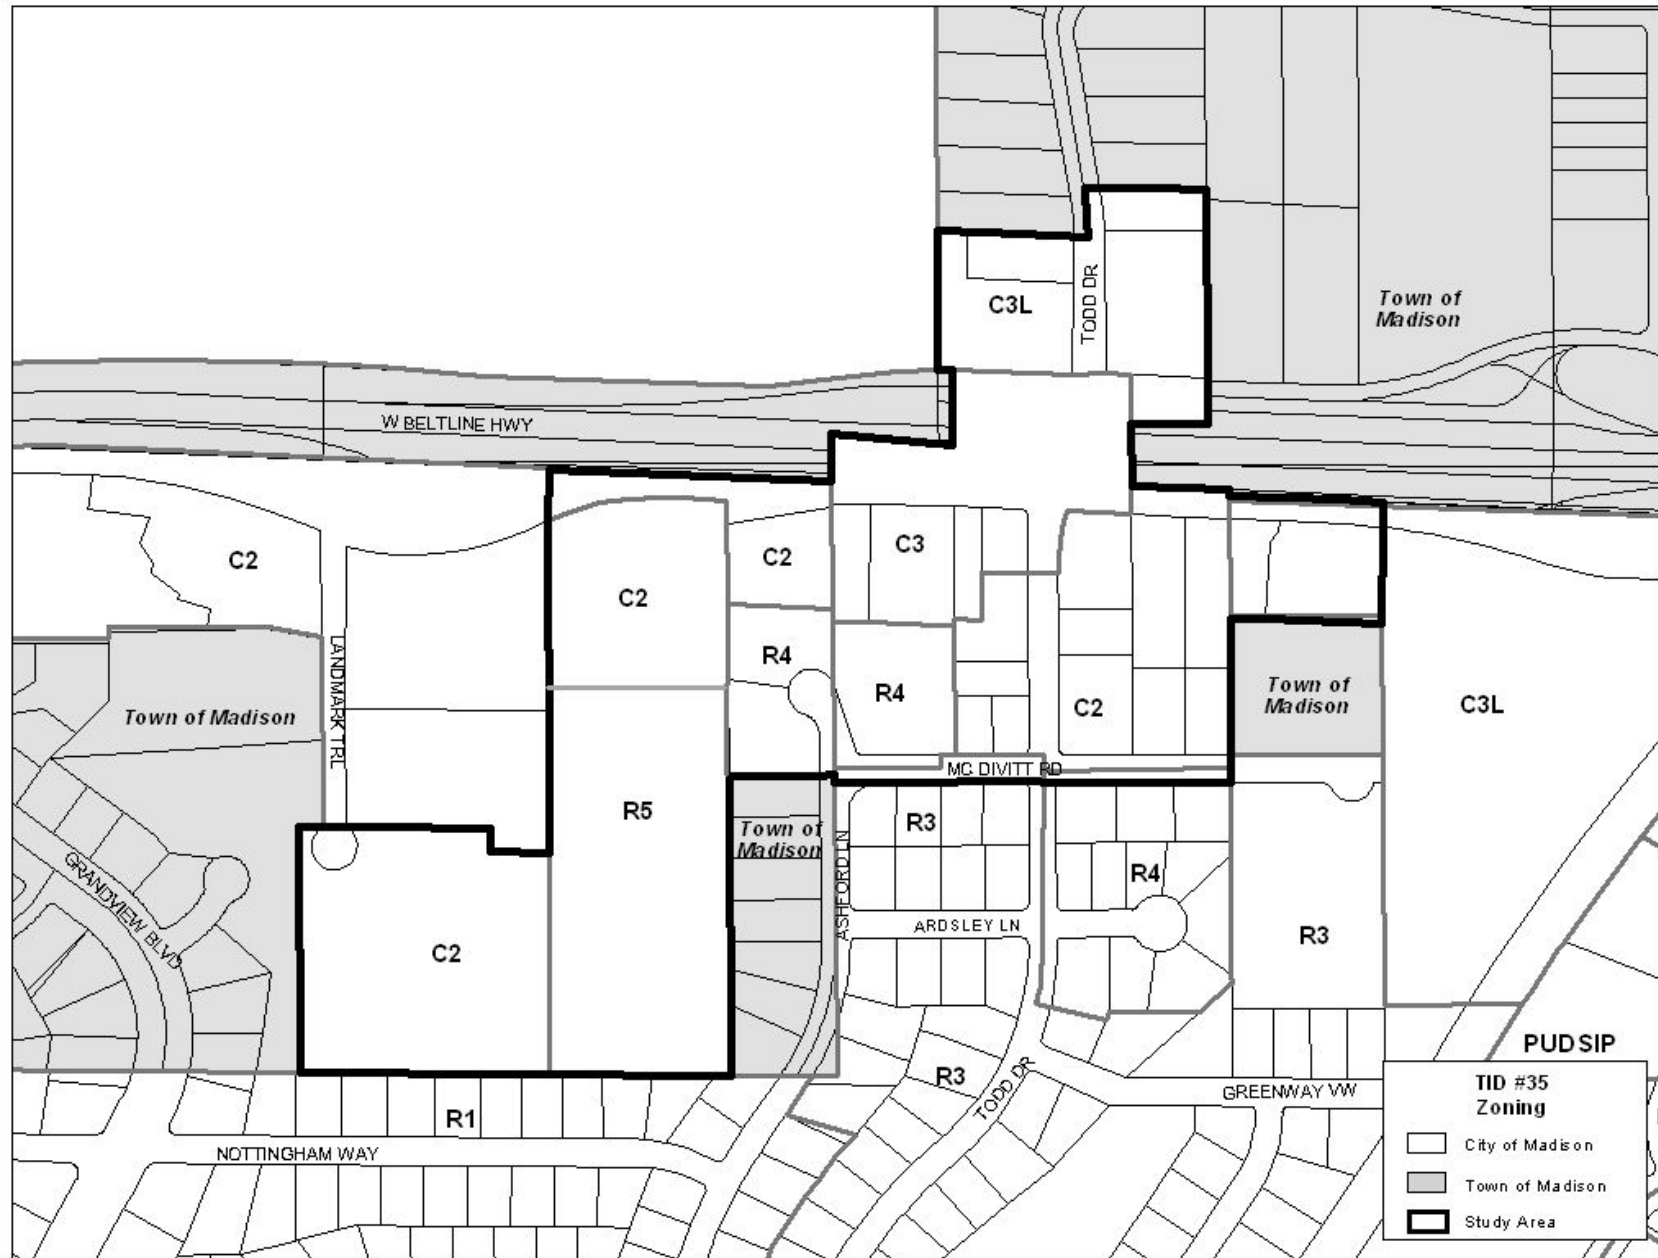 C3L
TODD DR
Town of
Madison
W BELTLINE HWY
C2
C2
C2
C3
R4
R4
C2
Town of
Madison
C3L
LANDMARK TRL
Town of Madison
MC DIVITT RD
R5
Town of
Madison
ASHFORD LN
R3
R4
GRANDVIEW BLVD
ARDSLEY LN
C2
R3
R3
TODD DR
GREENWAY VW
R1
NOTTINGHAM WAY
PUDSIP
TID #35
Zoning
City of Madison
Town of Madison
Study Area